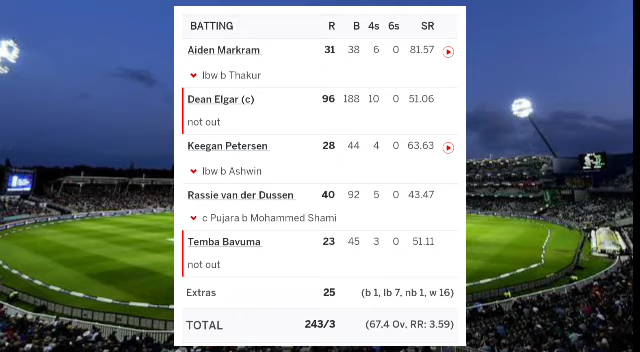 BATTING R B 4s 6s SR
Aiden Markram 31 38 6 0 81.57
lbw b Thakur
Dean Elgar (c) 96 188 10 0 51.06
not out
Keegan Petersen 28 44 4 0 63.63
lbw b Ashwin
Rassie van der Dussen 40 92 5 0 43.47
c Pujara b Mohammed Shami
Temba Bavuma 23 45 3 0 51.11
not out
Extras 25 (b 1, lb 7, nb 1, w 16)
TOTAL 243/3 (67.4 Ov, RR: 3.59)